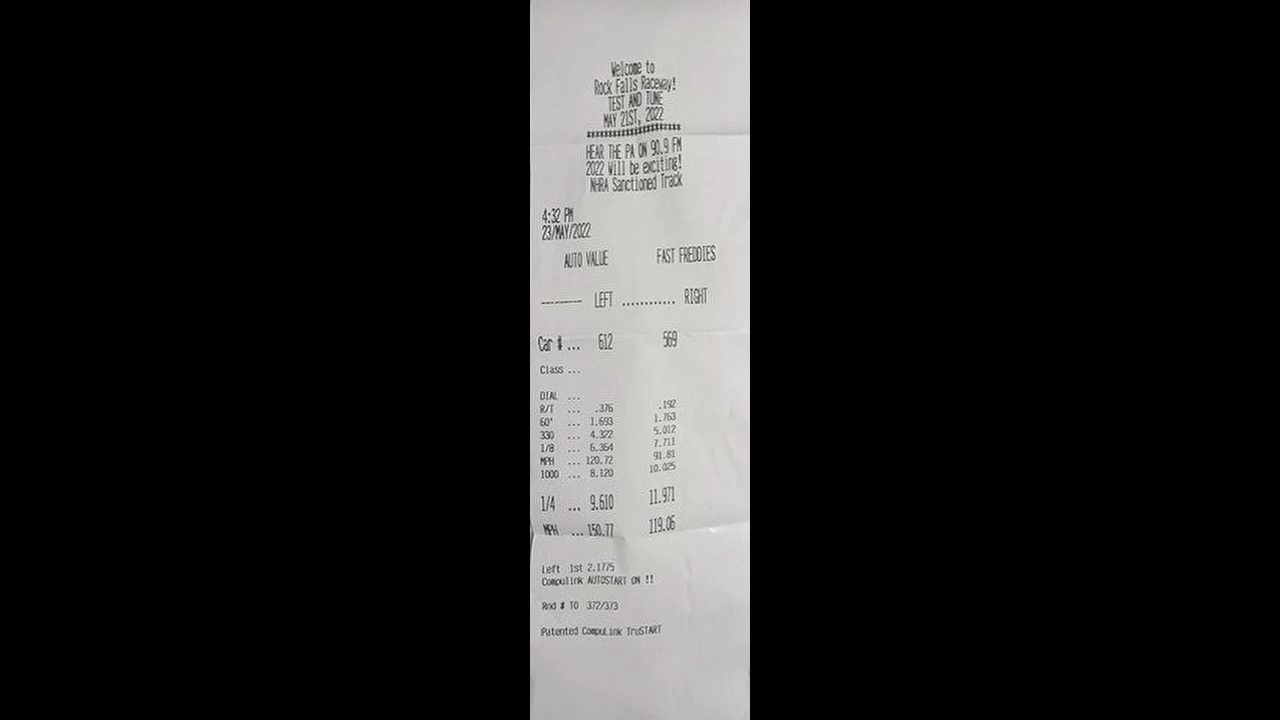 Welcome to
Rock Falls Raceway!
TEST AND TUNE
MAY 21ST, 2022
HEAR THE PA ON 90.9 FM
2022 Will be exciting!
NHRA Sanctioned Track
4:32 PM
23/MAY/2022
AUTO VALUE FAST FREDDIES
--------- LEFT ............ RIGHT
Car # ... 612 569
Class ...
DIAL ...
R/T ... .376 .192
60' ... 1.693 1.763
330 ... 4.322 5.012
1/8 ... 6.364 7.711
MPH ... 120.72 91.81
1000 ... 8.120 10.025
1/4 ... 9.610 11.971
MPH ... 150.77 119.06
Left 1st 2.1775
Compulink AUTOSTART ON !!
Rnd # TO 372/373
Patented CompuLink TruSTART